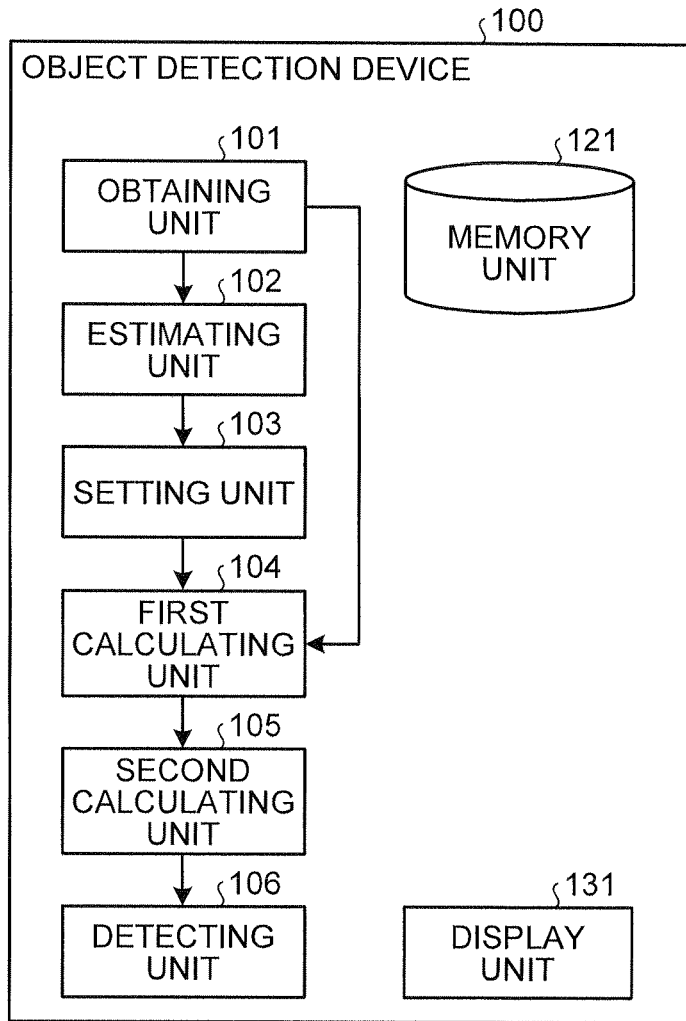 100
OBJECT DETECTION DEVICE
101
OBTAINING
UNIT
121
MEMORY
UNIT
102
ESTIMATING
UNIT
103
SETTING UNIT
104
FIRST
CALCULATING
UNIT
105
SECOND
CALCULATING
UNIT
106
DETECTING
UNIT
131
DISPLAY
UNIT